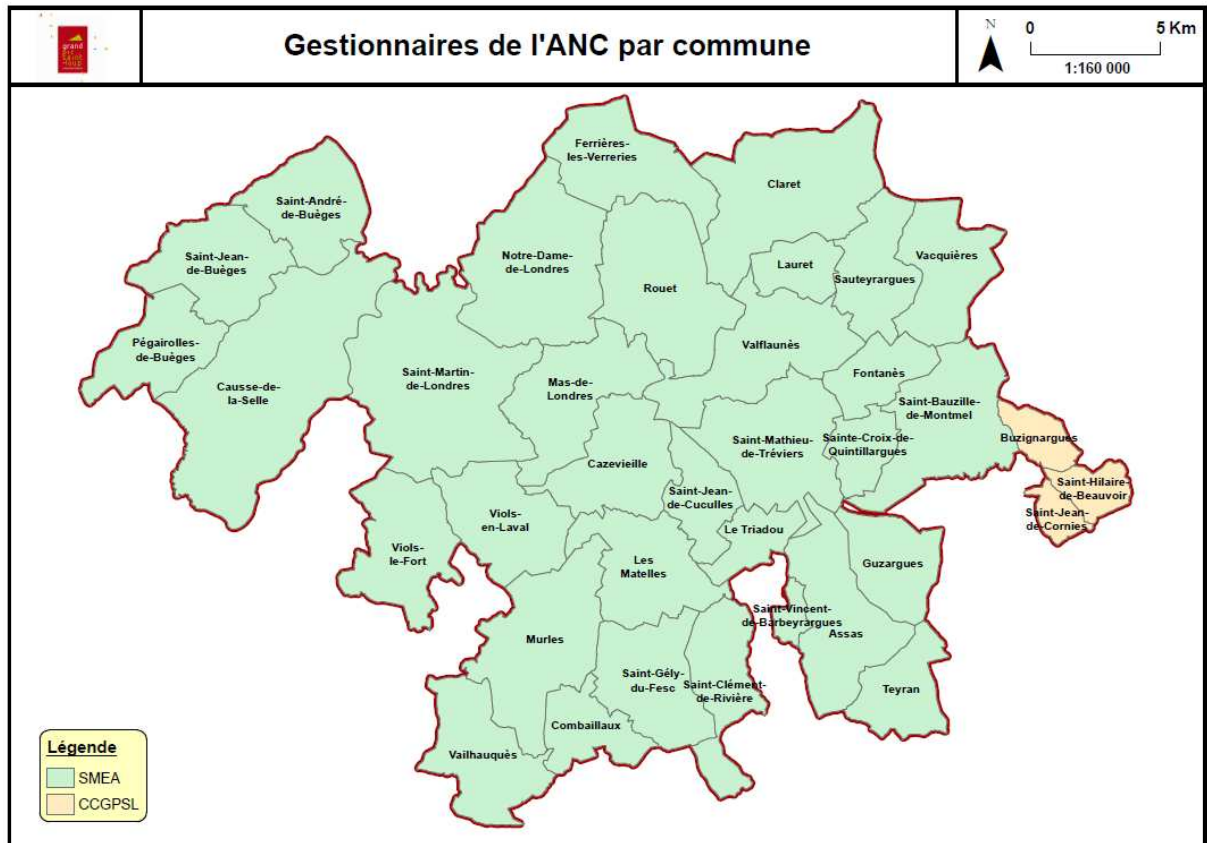 grand
pic
saint
loup
Gestionnaires de l'ANC par commune
N
0
5 Km
1:160 000
Ferrières-
les-Verreries
Claret
Saint-André-
de-Buèges
Saint-Jean-
de-Buèges
Notre-Dame-
de-Londres
Vacquières
Lauret
Sauteyrargues
Rouet
Pégairolles-
de-Buèges
Valflaunès
Causse-de-
la-Selle
Saint-Martin-
de-Londres
Mas-de-
Londres
Fontanès
Saint-Bauzille-
de-Montmel
Buzignargues
Saint-Mathieu-
de-Tréviers
Sainte-Croix-de-
Quintillargues
Cazevieille
Saint-Hilaire-
de-Beauvoir
Saint-Jean-
de-Cornies
Saint-Jean-
de-Cuculles
Viols-
en-Laval
Le Triadou
Viols-
le-Fort
Les
Matelles
Guzargues
Saint-Vincent-
de-Barbeyrargues
Assas
Murles
Saint-Gély-
du-Fesc
Saint-Clément-
de-Rivière
Teyran
Combaillaux
Vailhauquès
Légende
SMEA
CCGPSL